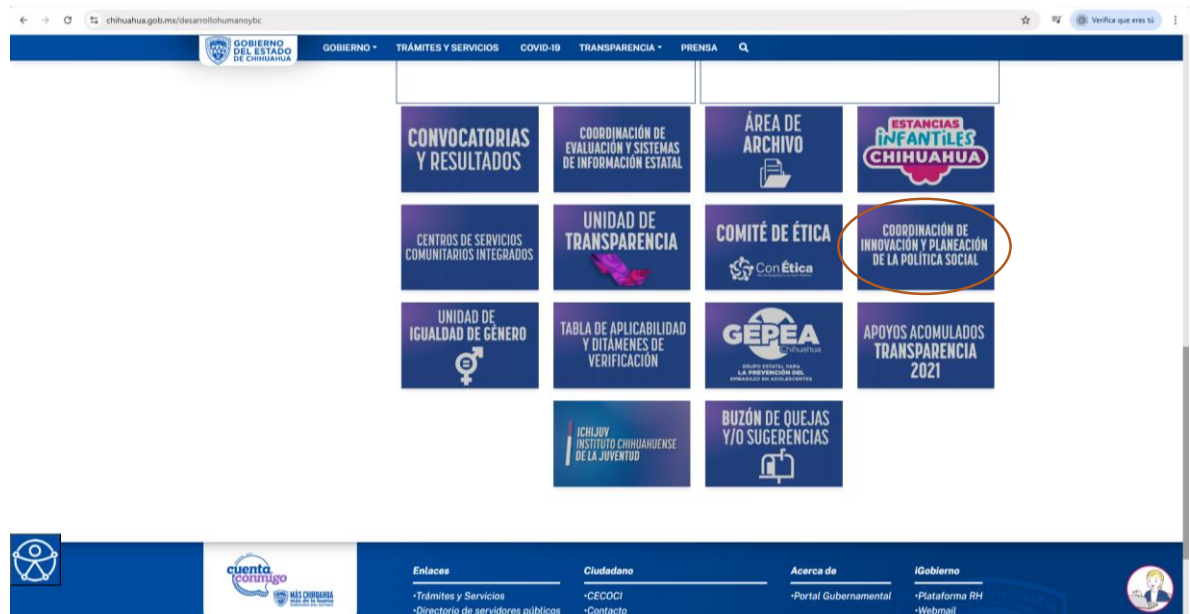 chihuahua.gob.mx/desarrollohumanoybc
Verifica que eres tú
GOBIERNO
DEL ESTADO
DE CHIHUAHUA
GOBIERNO
TRÁMITES Y SERVICIOS
COVID-19
TRANSPARENCIA
PRENSA
CONVOCATORIAS
Y RESULTADOS
COORDINACIÓN DE
EVALUACIÓN Y SISTEMAS
DE INFORMACIÓN ESTATAL
ÁREA DE
ARCHIVO
ESTANCIAS
iNFANTiLES
CHIHUAHUA
CENTROS DE SERVICIOS
COMUNITARIOS INTEGRADOS
UNIDAD DE
TRANSPARENCIA
COMITÉ DE ÉTICA
ConÉtica
COORDINACIÓN DE
INNOVACIÓN Y PLANEACIÓN
DE LA POLÍTICA SOCIAL
UNIDAD DE
IGUALDAD DE GÉNERO
TABLA DE APLICABILIDAD
Y DITÁMENES DE
VERIFICACIÓN
GEPEA
Chihuahua
GRUPO ESTATAL PARA
LA PREVENCIÓN DEL
EMBARAZO EN ADOLESCENTES
APOYOS ACUMULADOS
TRANSPARENCIA
2021
ICHIJUV
INSTITUTO CHIHUAHUENSE
DE LA JUVENTUD
BUZÓN DE QUEJAS
Y/O SUGERENCIAS
cuenta
conmigo
MÁS CHIHUAHUA
Enlaces
•Trámites y Servicios
•Directorio de servidores públicos
Ciudadano
•CECOCI
•Contacto
Acerca de
•Portal Gubernamental
iGobierno
•Plataforma RH
•Webmail